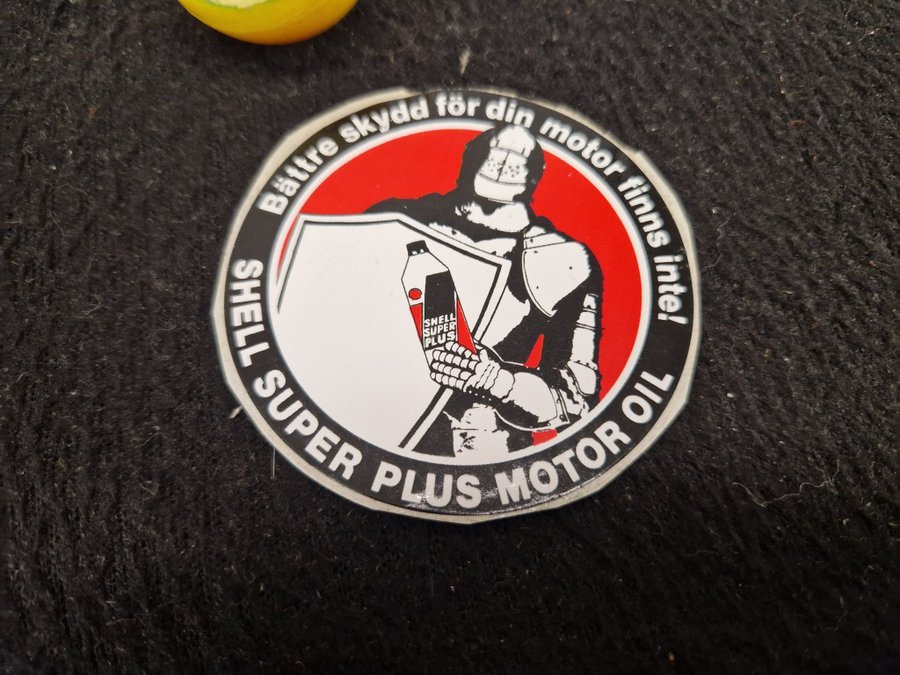 Bättre skydd för din motor finns inte!
SHELL
SUPER
PLUS
SHELL SUPER PLUS MOTOR OIL